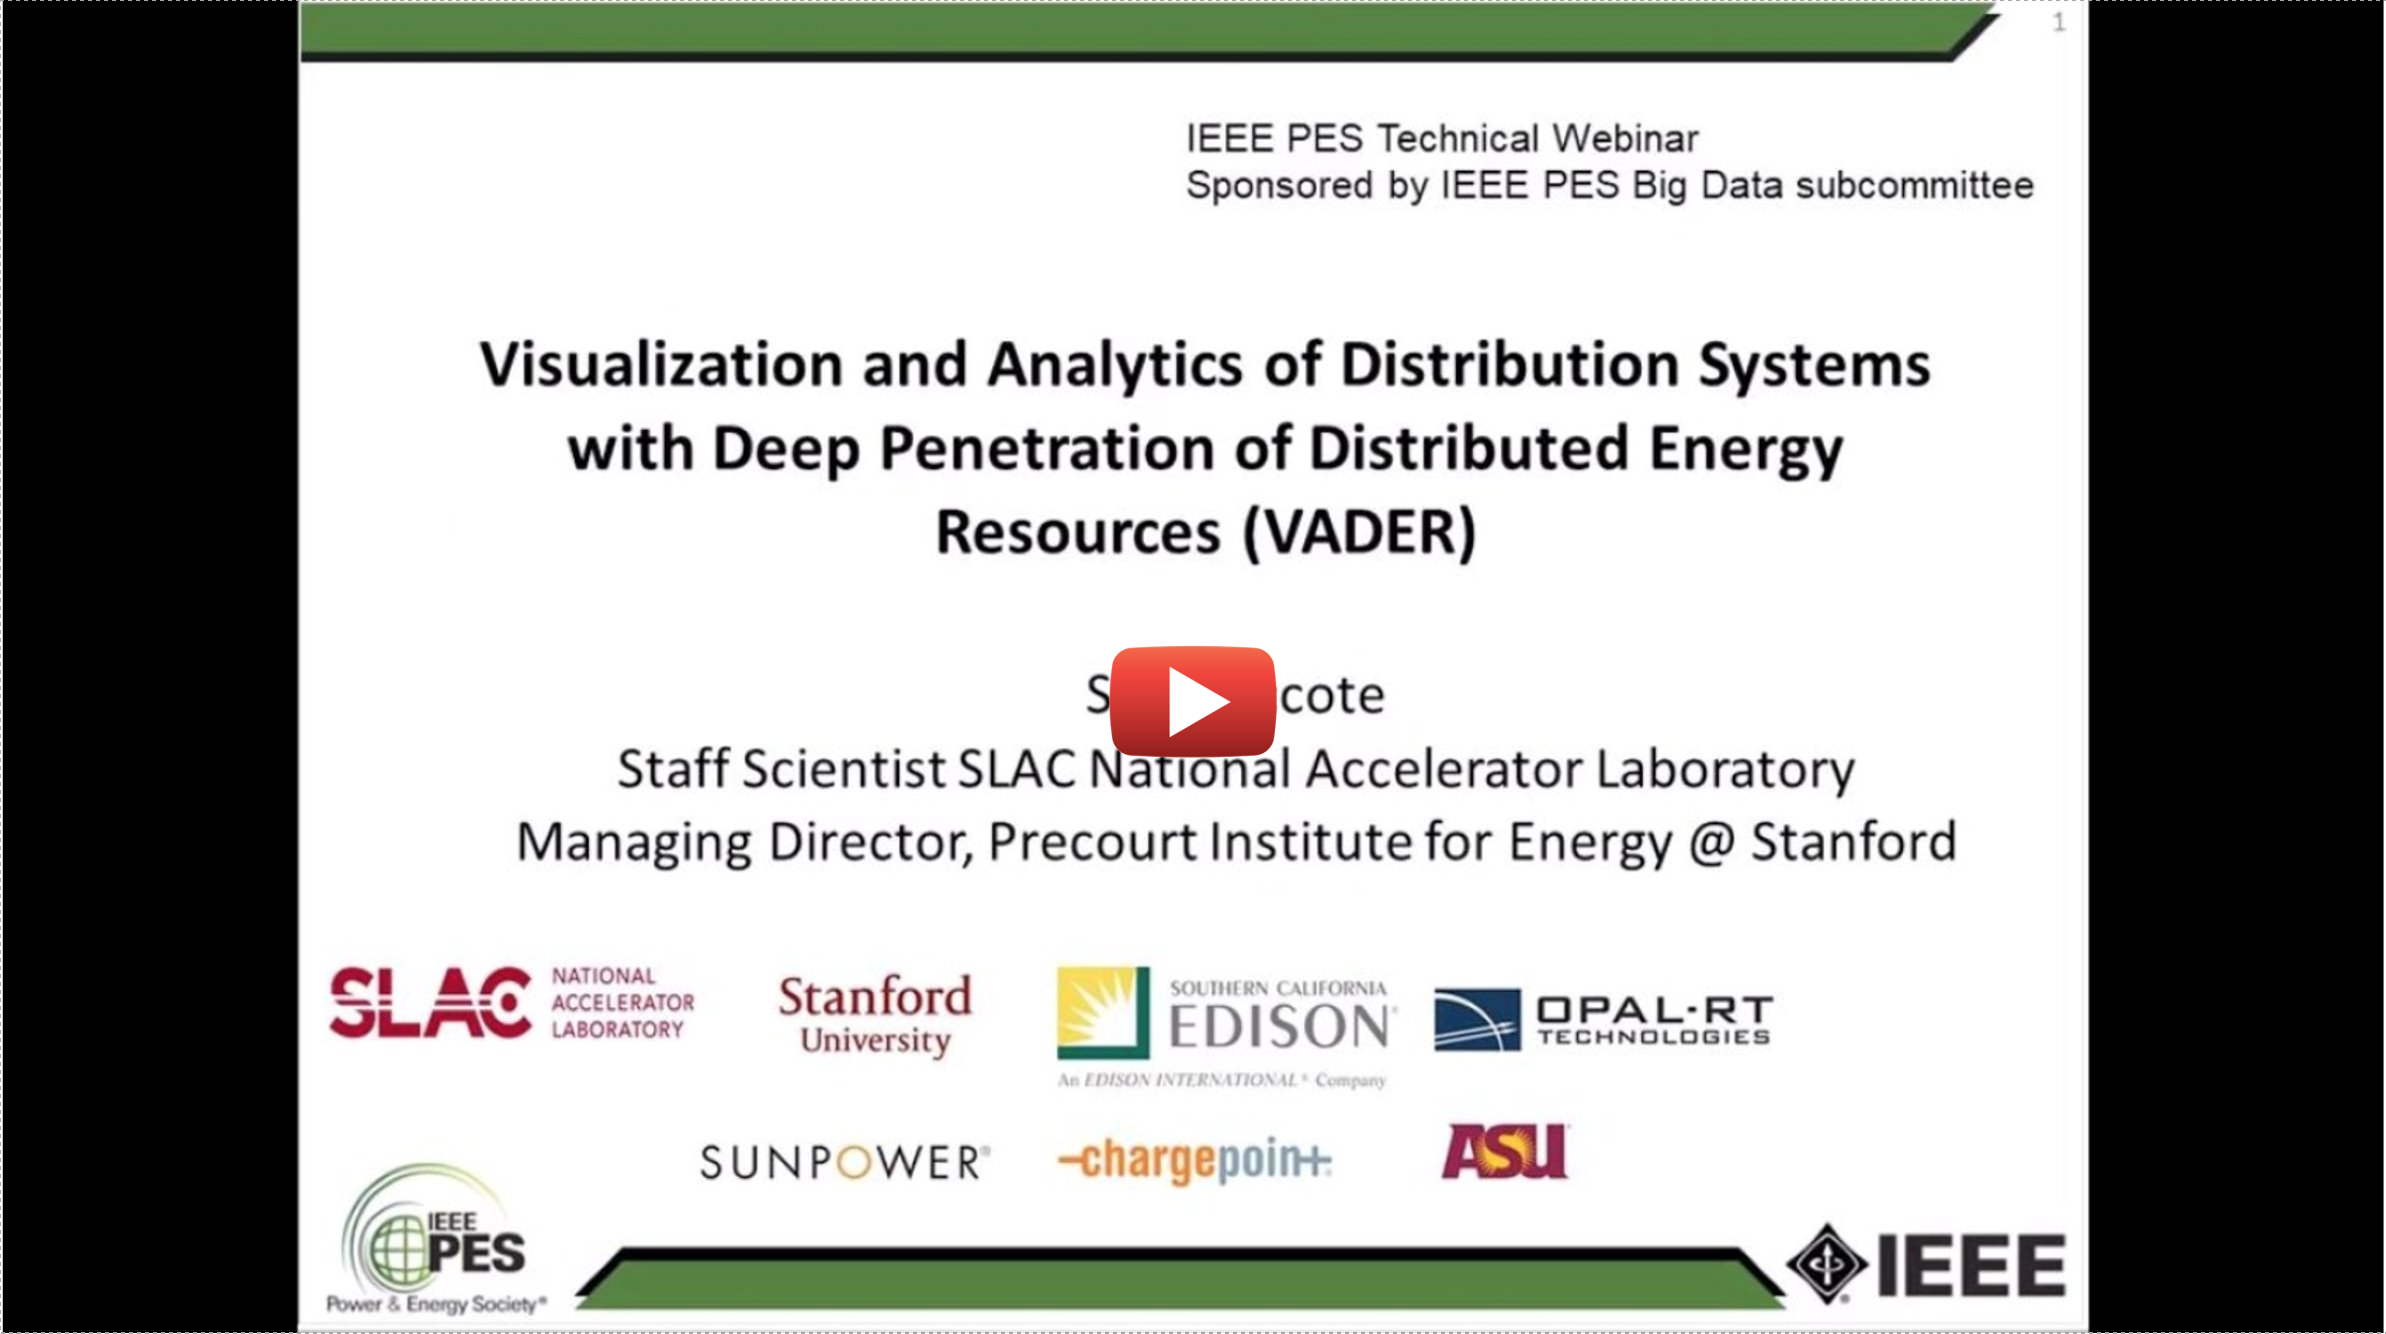 1
IEEE PES Technical Webinar
Sponsored by IEEE PES Big Data subcommittee
Visualization and Analytics of Distribution Systems
with Deep Penetration of Distributed Energy
Resources (VADER)
Staff Scientist SLAC National Accelerator Laboratory
Managing Director, Precourt Institute for Energy @ Stanford
SLAC NATIONAL
ACCELERATOR
LABORATORY
Stanford
University
SOUTHERN CALIFORNIA
EDISON®
An EDISON INTERNATIONAL® Company
OPAL-RT
TECHNOLOGIES
SUNPOWER®
-chargepoin+
ASU
IEEE
PES
Power & Energy Society®
IEEE